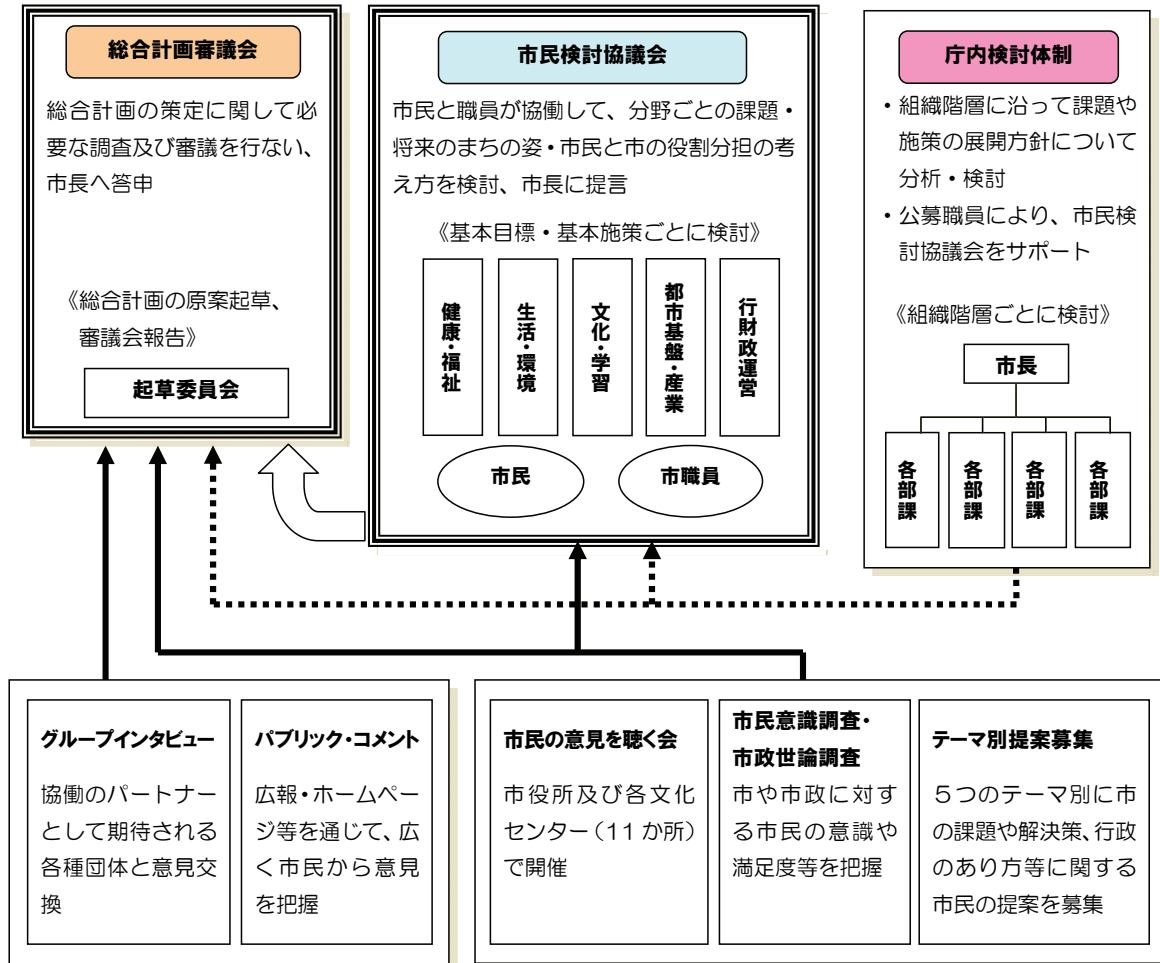 総合計画審議会
総合計画の策定に関して必
要な調査及び審議を行ない、
市長へ答申
《総合計画の原案起草、
審議会報告》
起草委員会
市民検討協議会
市民と職員が協働して、分野ごとの課題・
将来のまちの姿・市民と市の役割分担の考
え方を検討、市長に提言
《基本目標・基本施策ごとに検討》
健康・福祉
生活・環境
文化・学習
都市基盤・産業
行財政運営
市民
市職員
庁内検討体制
・組織階層に沿って課題や
施策の展開方針について
分析・検討
・公募職員により、市民検
討協議会をサポート
《組織階層ごとに検討》
市長
各部課
各部課
各部課
各部課
グループインタビュー
協働のパートナー
として期待される
各種団体と意見交
換
パブリック・コメント
広報・ホームペー
ジ等を通じて、広
く市民から意見
を把握
市民の意見を聴く会
市役所及び各文化
センター（11 か所）
で開催
市民意識調査・
市政世論調査
市や市政に対す
る市民の意識や
満足度等を把握
テーマ別提案募集
５つのテーマ別に市
の課題や解決策、行政
のあり方等に関する
市民の提案を募集